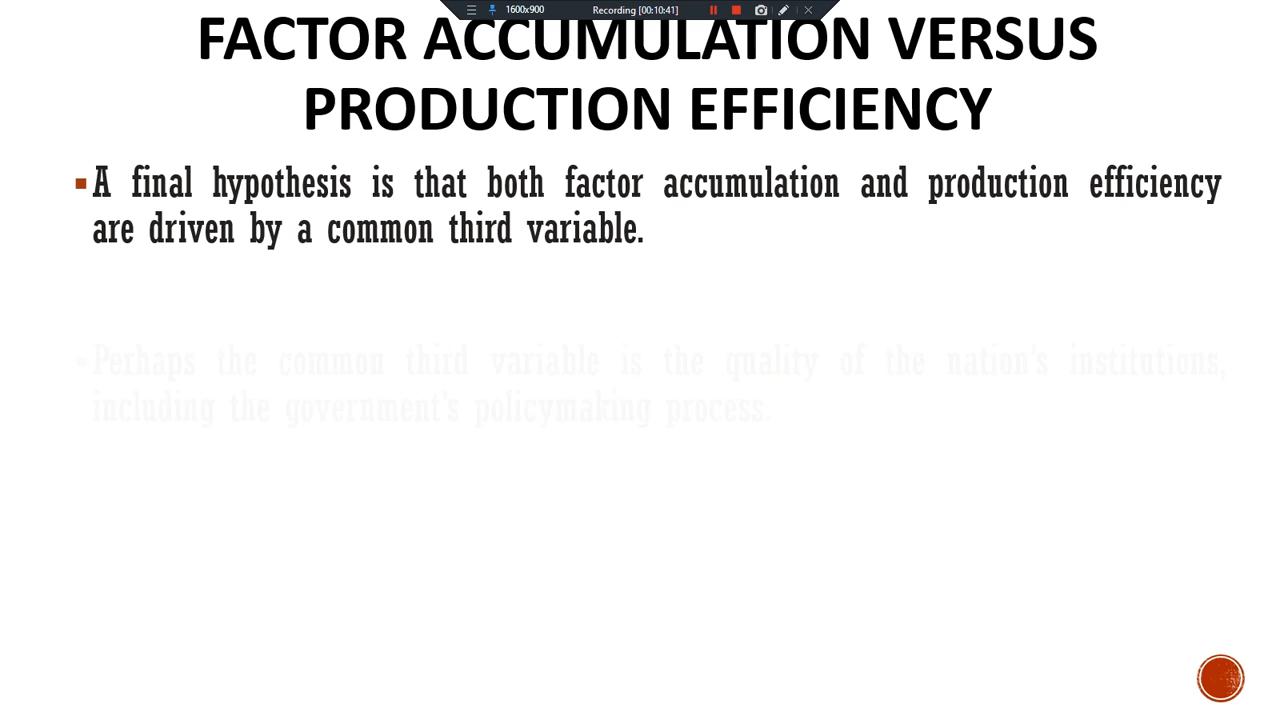 1600x900 Recording [00:10:41]
FACTOR ACCUMULATION VERSUS
PRODUCTION EFFICIENCY
▪A final hypothesis is that both factor accumulation and production efficiency
are driven by a common third variable.
▪Perhaps the common third variable is the quality of the nation's institutions,
including the government's policymaking process.